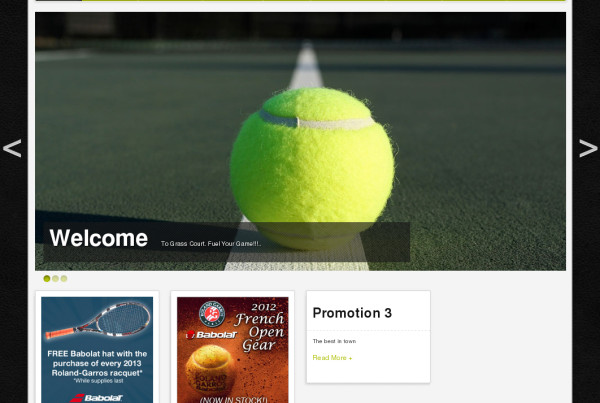 <
>
Welcome
To Grass Court. Fuel Your Game!!!..
FREE Babolat hat with the
purchase of every 2013
Roland-Garros racquet*
*While supplies last
Babolat
2012
French
Open
Gear
Babolat
ROLAND
GARROS
(NOW IN STOCK!)
Promotion 3
The best in town
Read More +